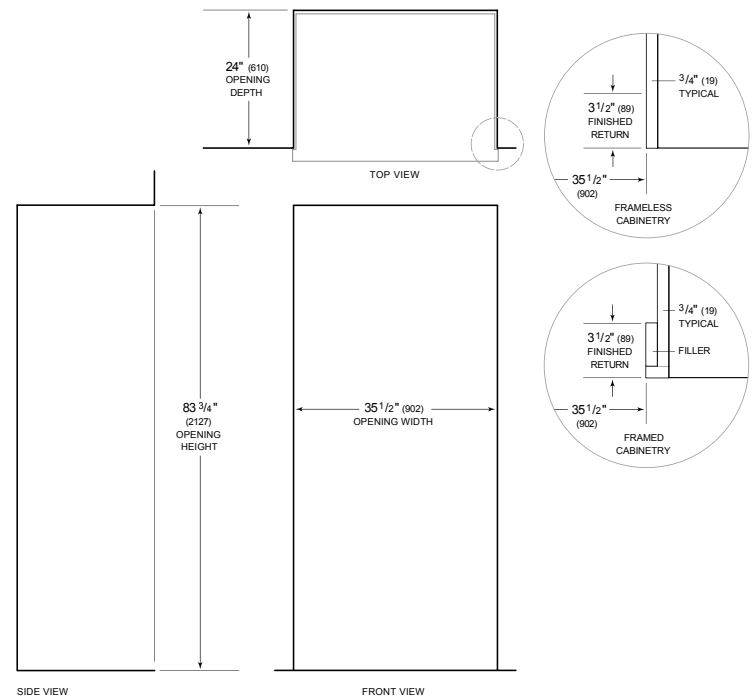 24" (610)
OPENING
DEPTH
TOP VIEW
3/4" (19)
TYPICAL
3 1/2" (89)
FINISHED
RETURN
35 1/2"
(902)
FRAMELESS
CABINETRY
3/4" (19)
TYPICAL
3 1/2" (89)
FINISHED
RETURN
FILLER
35 1/2"
(902)
FRAMED
CABINETRY
83 3/4"
(2127)
OPENING
HEIGHT
35 1/2" (902)
OPENING WIDTH
SIDE VIEW
FRONT VIEW